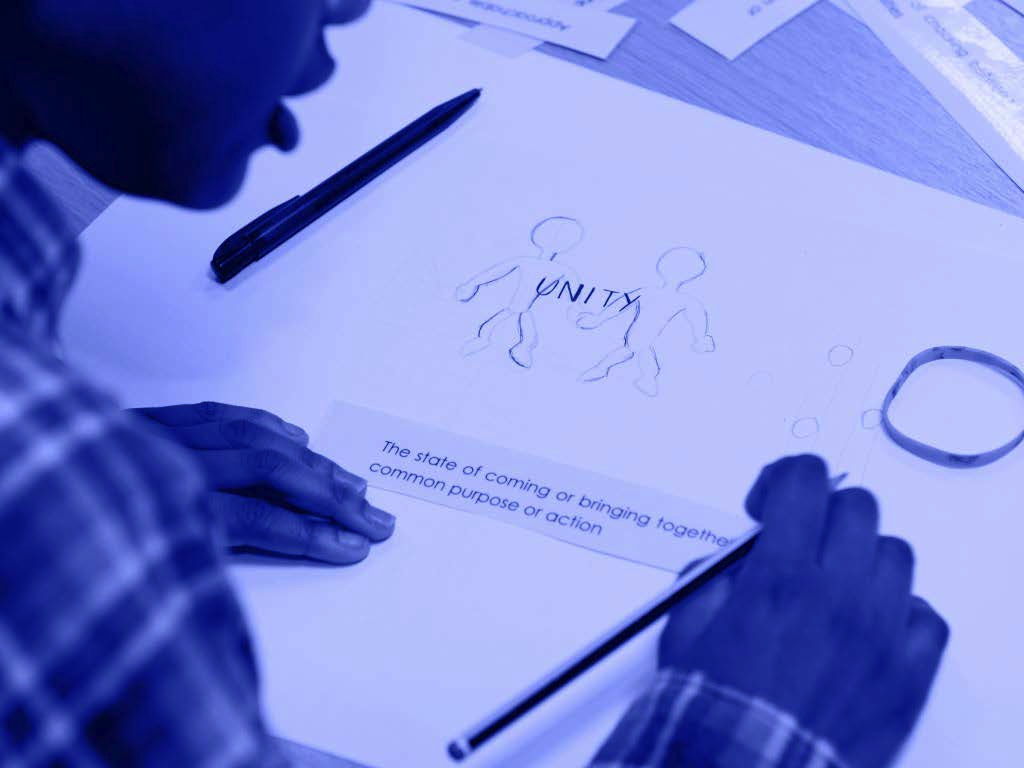 UNITY
The state of coming or bringing together
common purpose or action